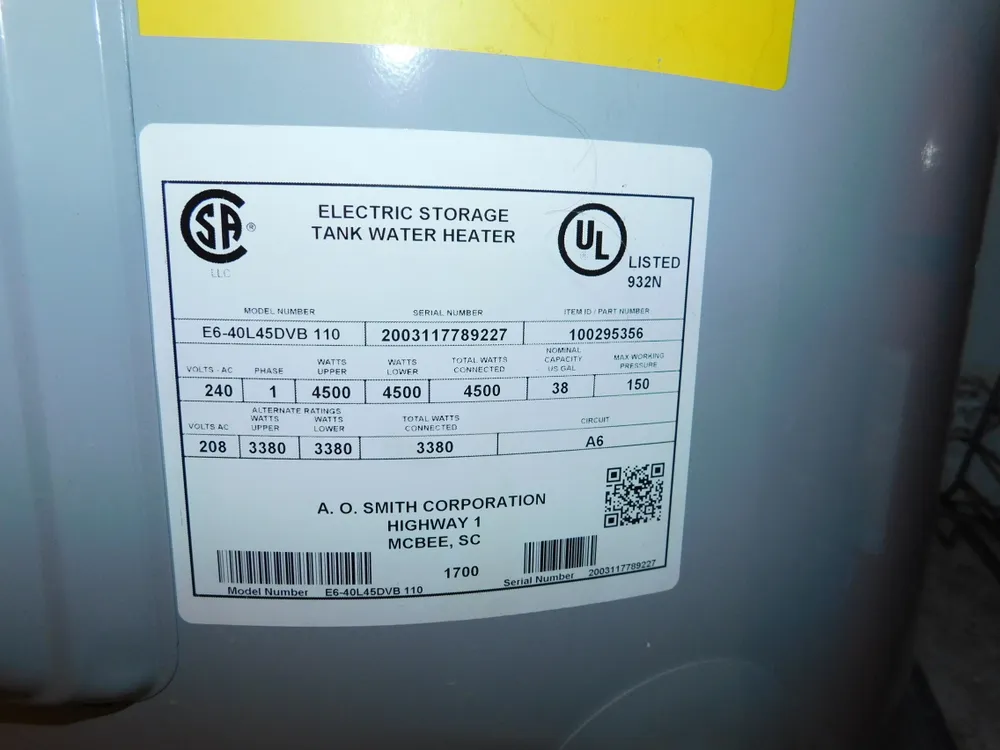 SA ®
LLC
ELECTRIC STORAGE
TANK WATER HEATER
UL
LISTED
932N
MODEL NUMBER SERIAL NUMBER ITEM ID / PART NUMBER
E6-40L45DVB 110 2003117789227 100295356
VOLTS - AC PHASE WATTS UPPER WATTS LOWER TOTAL WATTS CONNECTED NOMINAL CAPACITY US GAL MAX WORKING PRESSURE
240 1 4500 4500 4500 38 150
ALTERNATE RATINGS
VOLTS AC WATTS UPPER WATTS LOWER TOTAL WATTS CONNECTED CIRCUIT
208 3380 3380 3380 A6
A. O. SMITH CORPORATION
HIGHWAY 1
MCBEE, SC
1700
Model Number E6-40L45DVB 110
Serial Number 2003117789227